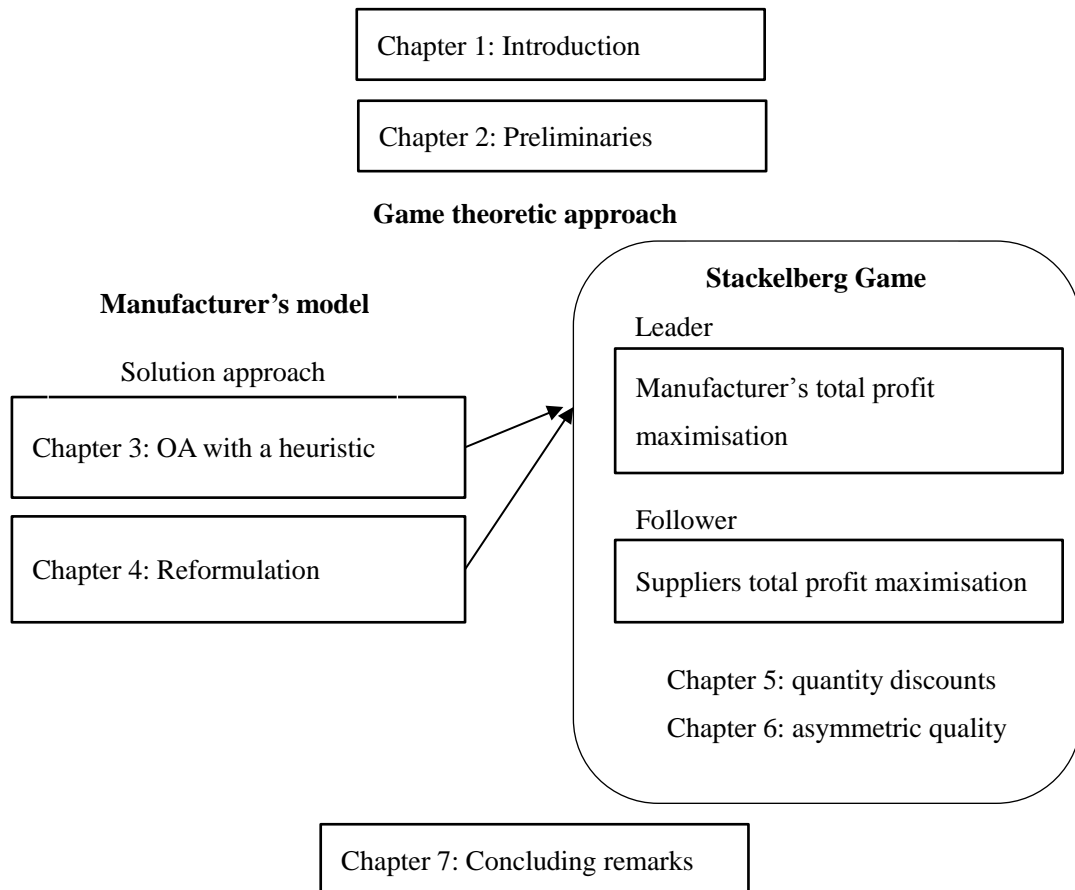 Chapter 1: Introduction
Chapter 2: Preliminaries
Game theoretic approach
Manufacturer’s model
Solution approach
Chapter 3: OA with a heuristic
Chapter 4: Reformulation
Stackelberg Game
Leader
Manufacturer’s total profit
maximisation
Follower
Suppliers total profit maximisation
Chapter 5: quantity discounts
Chapter 6: asymmetric quality
Chapter 7: Concluding remarks